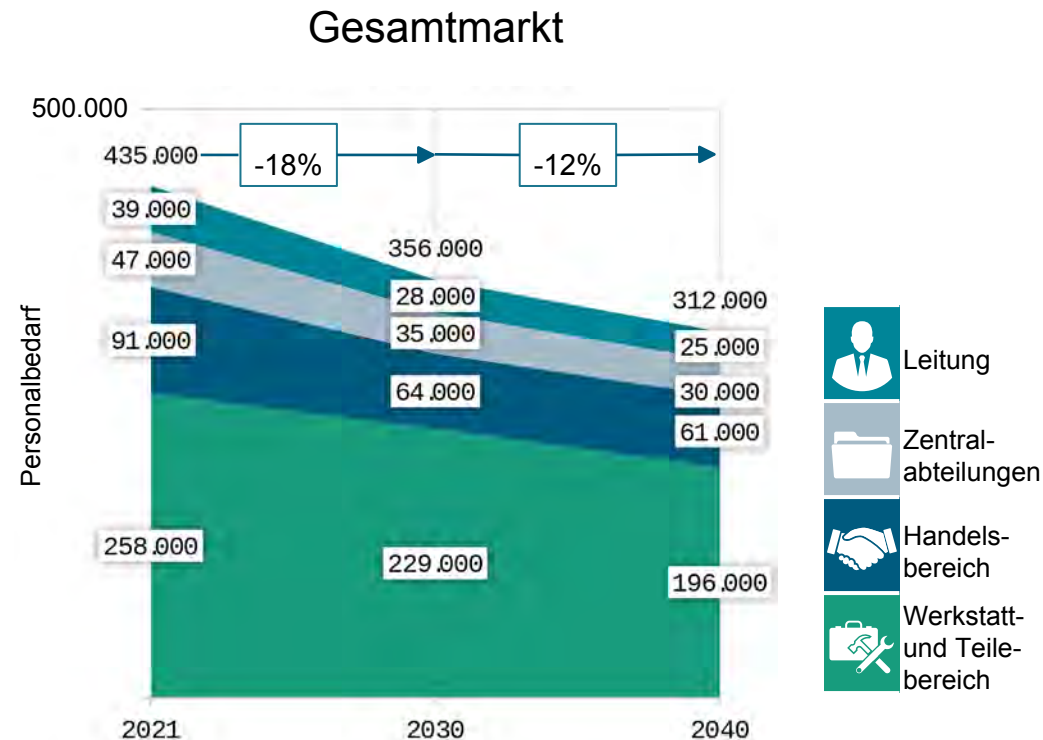 Gesamtmarkt
500.000
435.000
-18%
-12%
39.000
47.000
91.000
258.000
356.000
28.000
35.000
64.000
229.000
312.000
25.000
30.000
61.000
196.000
Personalbedarf
2021
2030
2040
Leitung
Zentral-
abteilungen
Handels-
bereich
Werkstatt-
und Teile-
bereich